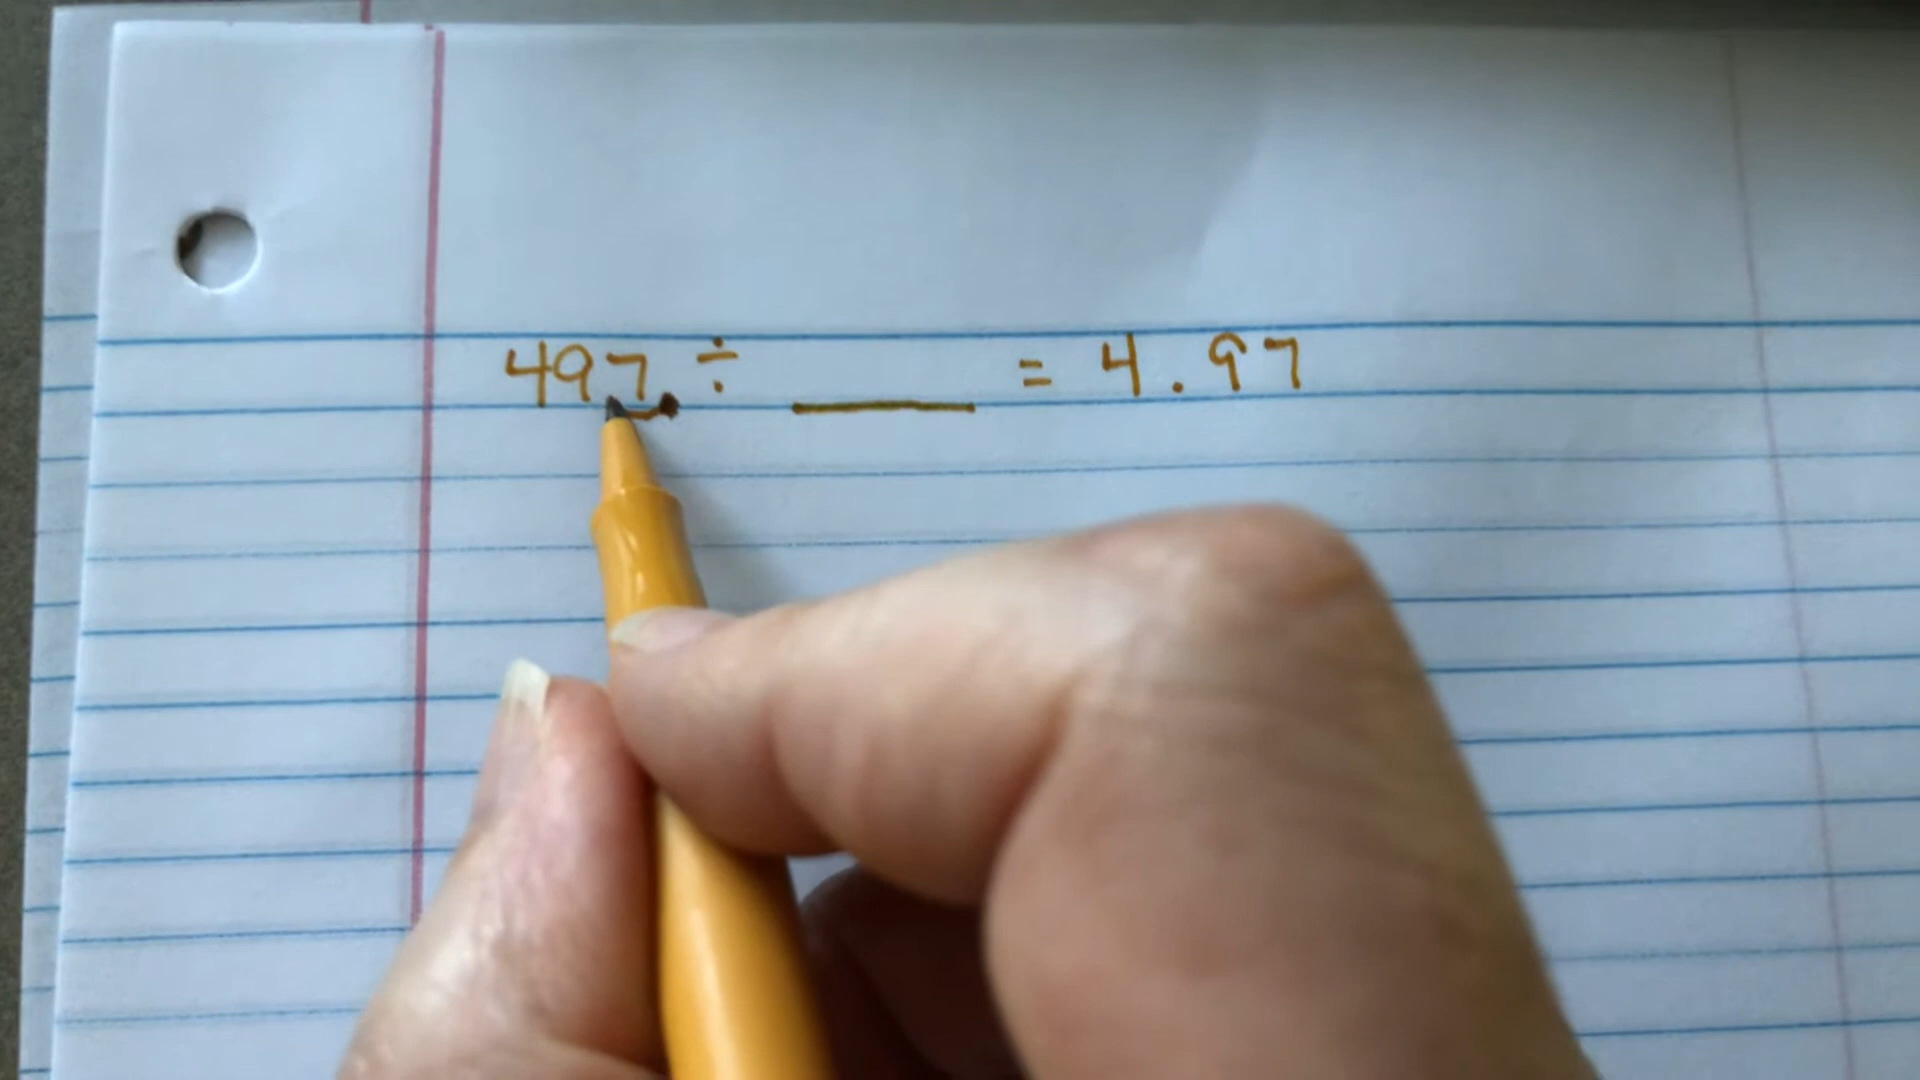 497. ÷ ____ = 4.97